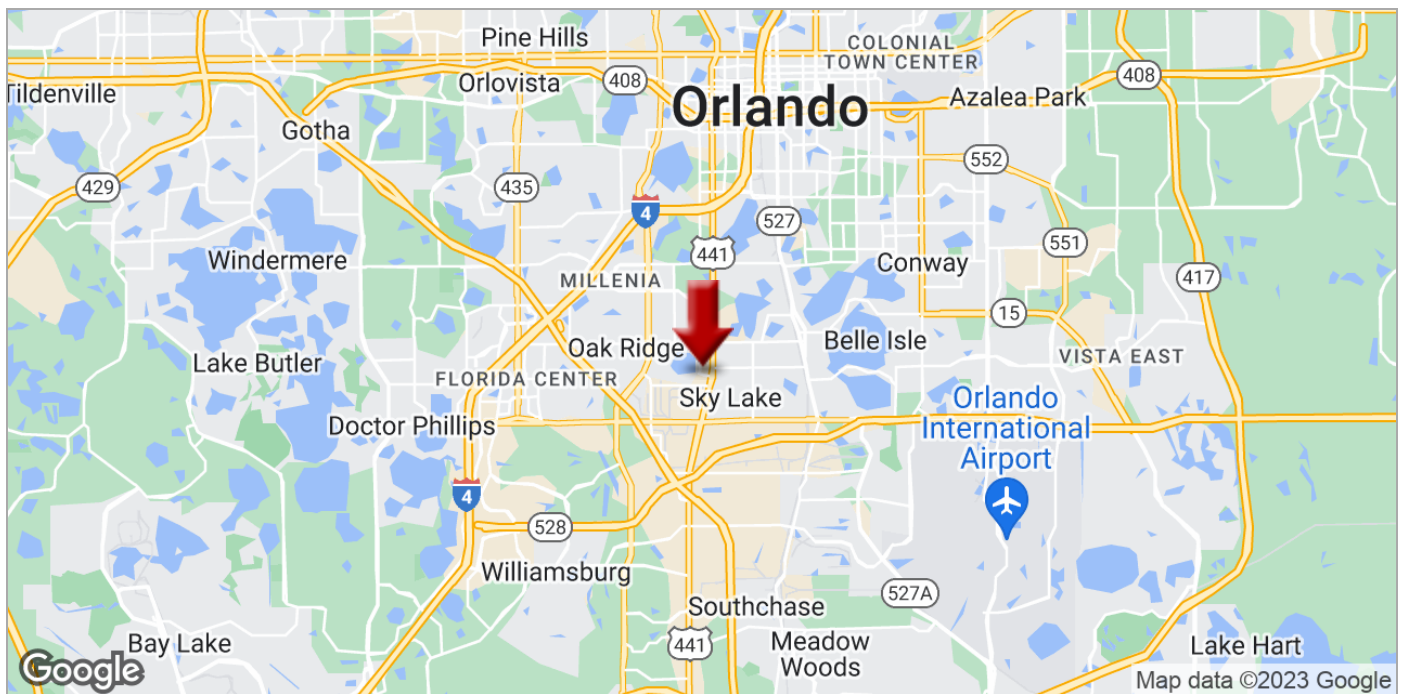 Pine Hills
COLONIAL
TOWN CENTER
408
408
Orlovista
Tildenville
Orlando
Azalea Park
Gotha
552
429
435
4
527
551
441
Windermere
Conway
417
MILLENIA
15
Oak Ridge
Belle Isle
Lake Butler
VISTA EAST
FLORIDA CENTER
Sky Lake
Orlando
International
Airport
Doctor Phillips
4
528
Williamsburg
527A
Southchase
Bay Lake
441
Meadow
Woods
Lake Hart
Google
Map data ©2023 Google